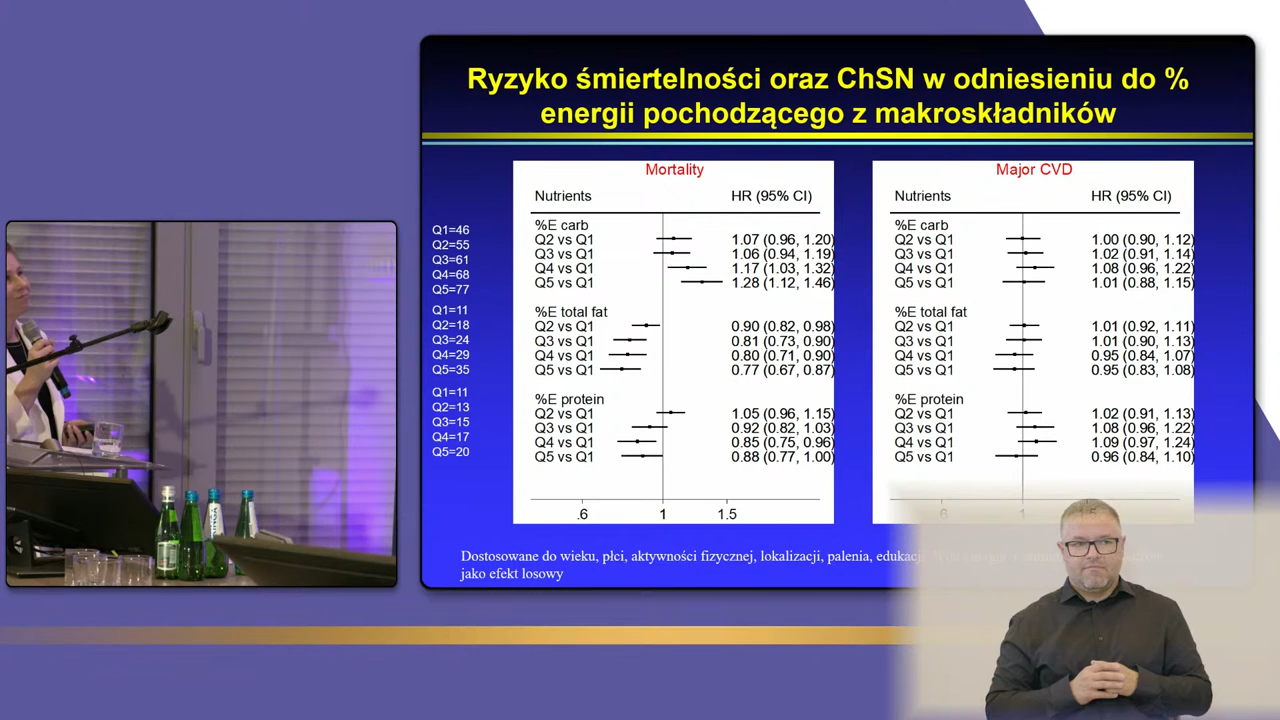 Ryzyko śmiertelności oraz ChSN w odniesieniu do %
energii pochodzącego z makroskładników
Q1=46
Q2=55
Q3=61
Q4=68
Q5=77
Q1=11
Q2=18
Q3=24
Q4=29
Q5=35
Q1=11
Q2=13
Q3=15
Q4=17
Q5=20
Mortality
Nutrients HR (95% CI)
%E carb
Q2 vs Q1 1.07 (0.96, 1.20)
Q3 vs Q1 1.06 (0.94, 1.19)
Q4 vs Q1 1.17 (1.03, 1.32)
Q5 vs Q1 1.28 (1.12, 1.46)
%E total fat
Q2 vs Q1 0.90 (0.82, 0.98)
Q3 vs Q1 0.81 (0.73, 0.90)
Q4 vs Q1 0.80 (0.71, 0.90)
Q5 vs Q1 0.77 (0.67, 0.87)
%E protein
Q2 vs Q1 1.05 (0.96, 1.15)
Q3 vs Q1 0.92 (0.82, 1.03)
Q4 vs Q1 0.85 (0.75, 0.96)
Q5 vs Q1 0.88 (0.77, 1.00)
.6 1 1.5
Major CVD
Nutrients HR (95% CI)
%E carb
Q2 vs Q1 1.00 (0.90, 1.12)
Q3 vs Q1 1.02 (0.91, 1.14)
Q4 vs Q1 1.08 (0.96, 1.22)
Q5 vs Q1 1.01 (0.88, 1.15)
%E total fat
Q2 vs Q1 1.01 (0.92, 1.11)
Q3 vs Q1 1.01 (0.90, 1.13)
Q4 vs Q1 0.95 (0.84, 1.07)
Q5 vs Q1 0.95 (0.83, 1.08)
%E protein
Q2 vs Q1 1.02 (0.91, 1.13)
Q3 vs Q1 1.08 (0.96, 1.22)
Q4 vs Q1 1.09 (0.97, 1.24)
Q5 vs Q1 0.96 (0.84, 1.10)
.6 1
Dostosowane do wieku, płci, aktywności fizycznej, lokalizacji, palenia,
jako efekt losowy